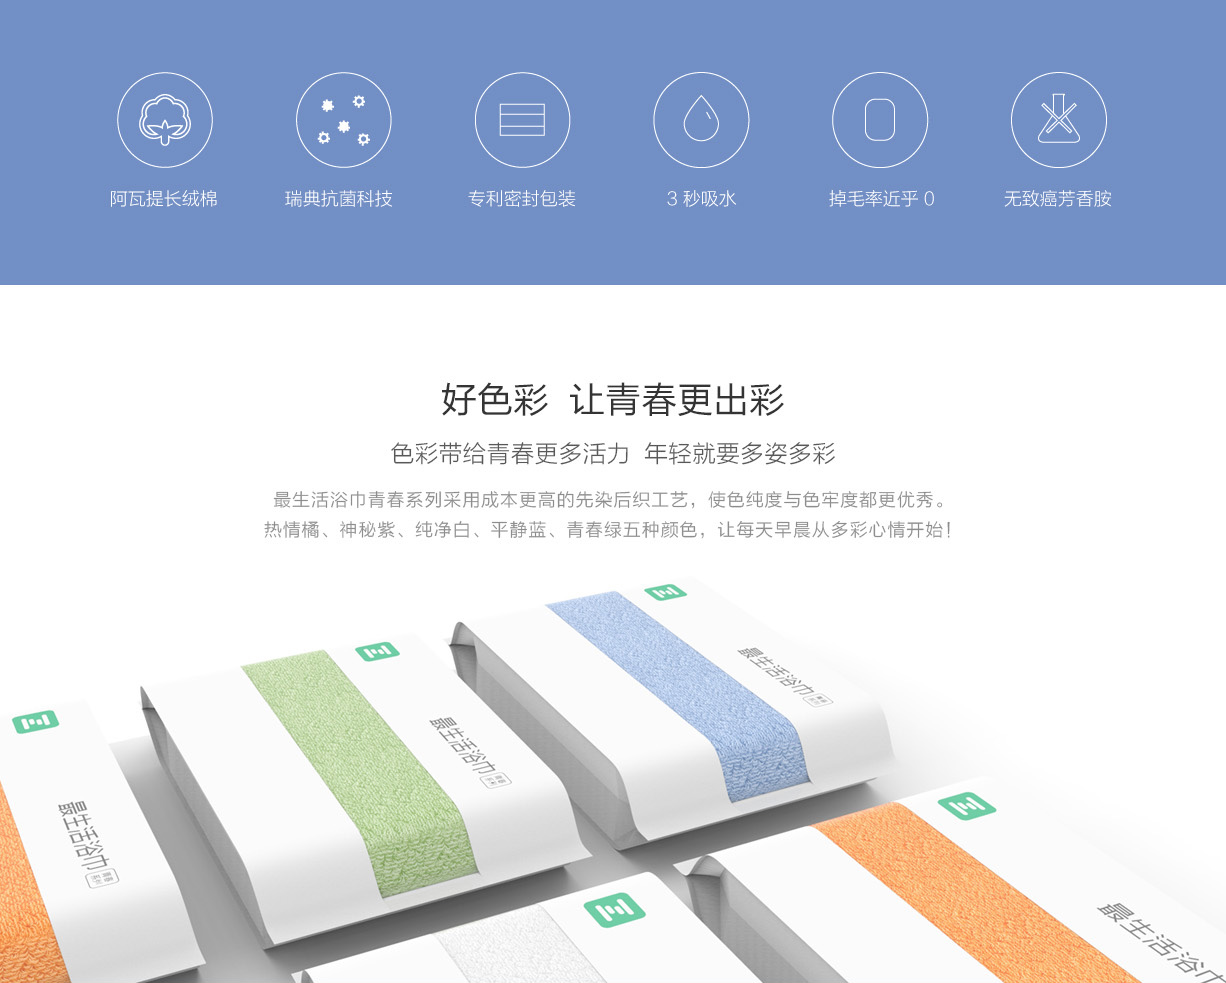 阿瓦提长绒棉
瑞典抗菌科技
专利密封包装
3 秒吸水
掉毛率近乎 0
无致癌芳香胺
好色彩 让青春更出彩
色彩带给青春更多活力 年轻就要多姿多彩
最生活浴巾青春系列采用成本更高的先染后织工艺，使色纯度与色牢度都更优秀。
热情橘、神秘紫、纯净白、平静蓝、青春绿五种颜色，让每天早晨从多彩心情开始！
最生活浴巾
最生活浴巾
最生活浴巾
最生活浴巾